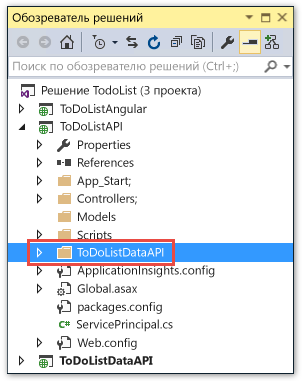 Обозреватель решений
Поиск по обозревателю решений (Ctrl+;)
Решение TodoList (3 проекта)
ToDoListAngular
ToDoListAPI
Properties
References
App_Start;
Controllers;
Models
Scripts
ToDoListDataAPI
ApplicationInsights.config
Global.asax
packages.config
ServicePrincipal.cs
Web.config
ToDoListDataAPI